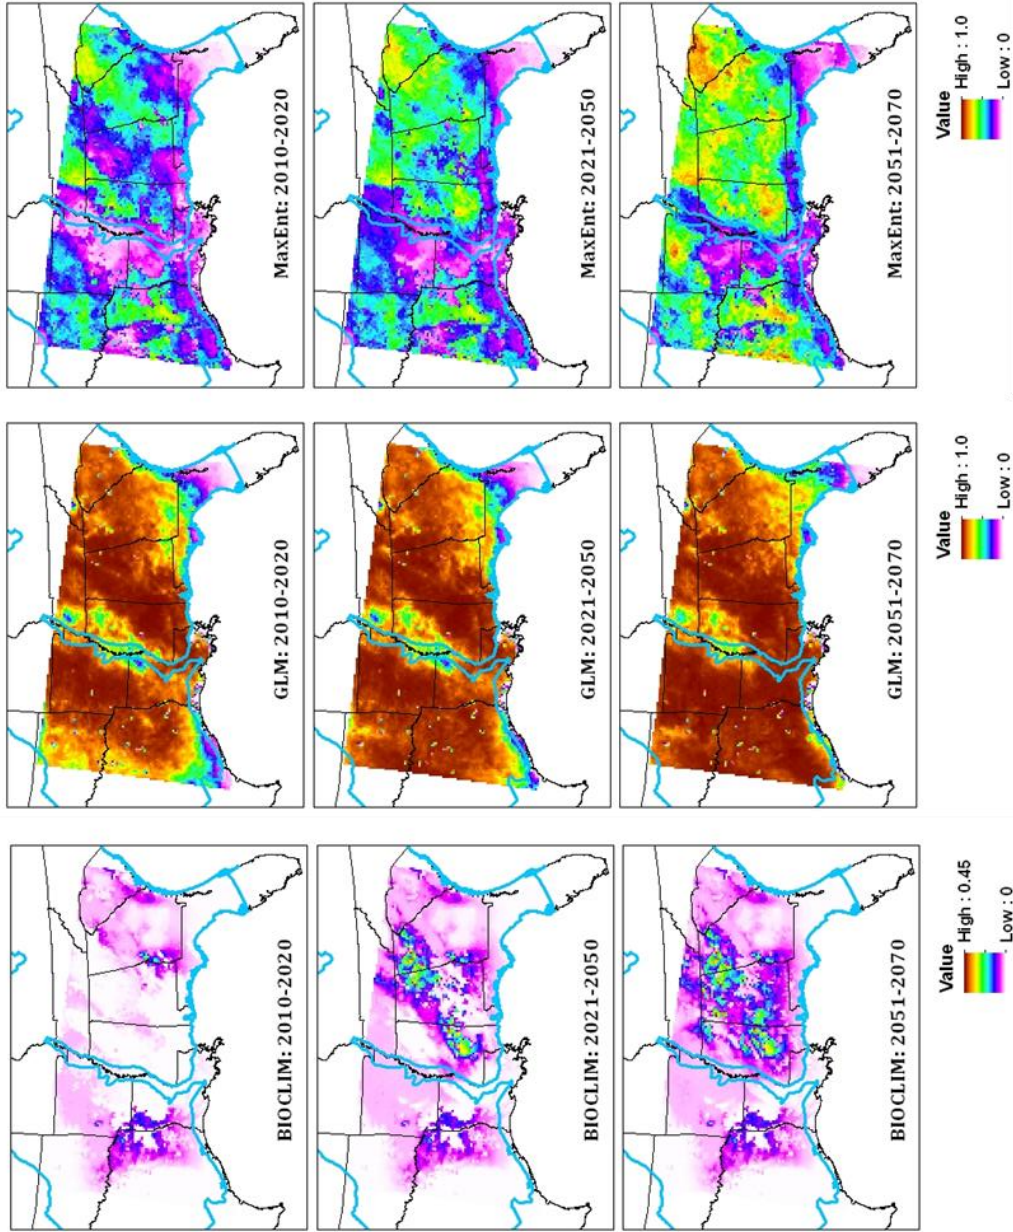 BIOCLIM: 2010-2020
GLM: 2010-2020
MaxEnt: 2010-2020
BIOCLIM: 2021-2050
GLM: 2021-2050
MaxEnt: 2021-2050
BIOCLIM: 2051-2070
GLM: 2051-2070
MaxEnt: 2051-2070
Value
High : 0.45
Low : 0
Value
High : 1.0
Low : 0
Value
High : 1.0
Low : 0